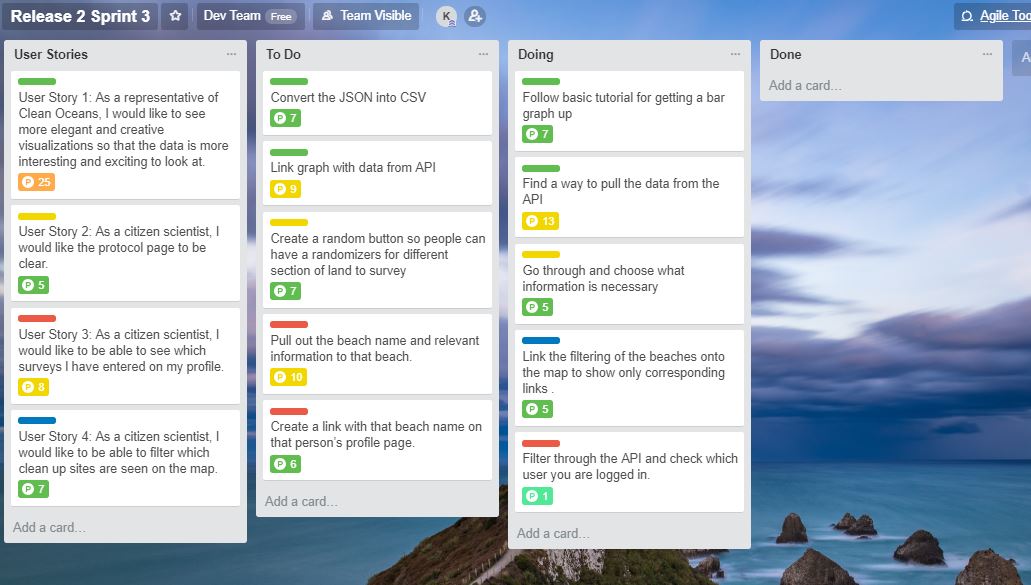 Release 2 Sprint 3
Dev Team Free
Team Visible
K
Agile Too
User Stories
User Story 1: As a representative of
Clean Oceans, I would like to see
more elegant and creative
visualizations so that the data is more
interesting and exciting to look at.
P 25
User Story 2: As a citizen scientist, I
would like the protocol page to be
clear.
P 5
User Story 3: As a citizen scientist, I
would like to be able to see which
surveys I have entered on my profile.
P 8
User Story 4: As a citizen scientist, I
would like to be able to filter which
clean up sites are seen on the map.
P 7
Add a card...
To Do
Convert the JSON into CSV
P 7
Link graph with data from API
P 9
Create a random button so people can
have a randomizers for different
section of land to survey
P 7
Pull out the beach name and relevant
information to that beach.
P 10
Create a link with that beach name on
that person's profile page.
P 6
Add a card...
Doing
Follow basic tutorial for getting a bar
graph up
P 7
Find a way to pull the data from the
API
P 13
Go through and choose what
information is necessary
P 5
Link the filtering of the beaches onto
the map to show only corresponding
links .
P 5
Filter through the API and check which
user you are logged in.
P 1
Add a card...
Done
Add a card...
A